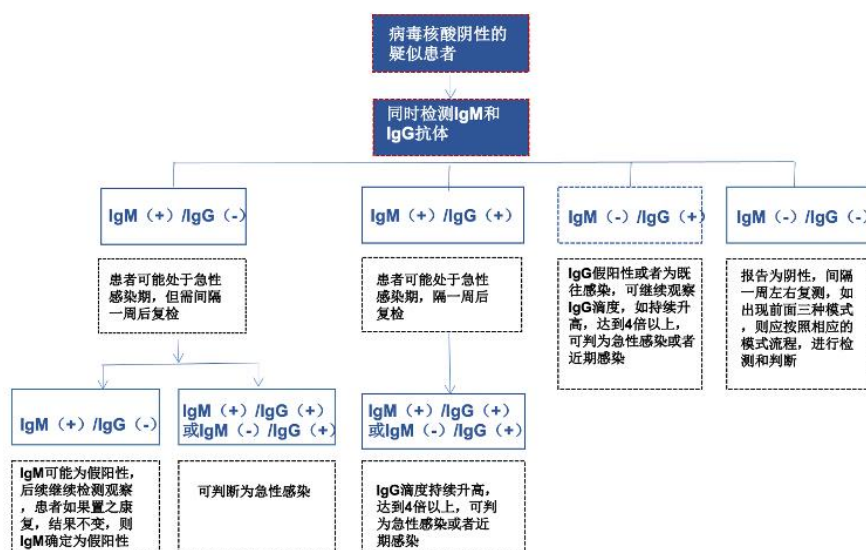 病毒核酸阴性的
疑似患者
同时检测IgM和
IgG抗体
IgM（+）/IgG（-）
IgM（+）/IgG（+）
IgM（-）/IgG（+）
IgM（-）/IgG（-）
患者可能处于急性
感染期，但需间隔
一周后复检
患者可能处于急性
感染期，隔一周后
复检
IgG假阳性或者为既
往感染，可继续观察
IgG滴度，如持续升
高，达到4倍以上，
可判为急性感染或者
近期感染
报告为阴性，间隔
一周左右复测，如
出现前面三种模式
，则应按照相应的
模式流程，进行检
测和判断
IgM（+）/IgG（-）
IgM（+）/IgG（+）
或IgM（-）/IgG（+）
IgM（+）/IgG（+）
或IgM（-）/IgG（+）
IgM可能为假阳性，
后续继续检测观察
，患者如果置之康
复，结果不变，则
IgM确定为假阳性
可判断为急性感染
IgG滴度持续升高，
达到4倍以上，可判
为急性感染或者近
期感染